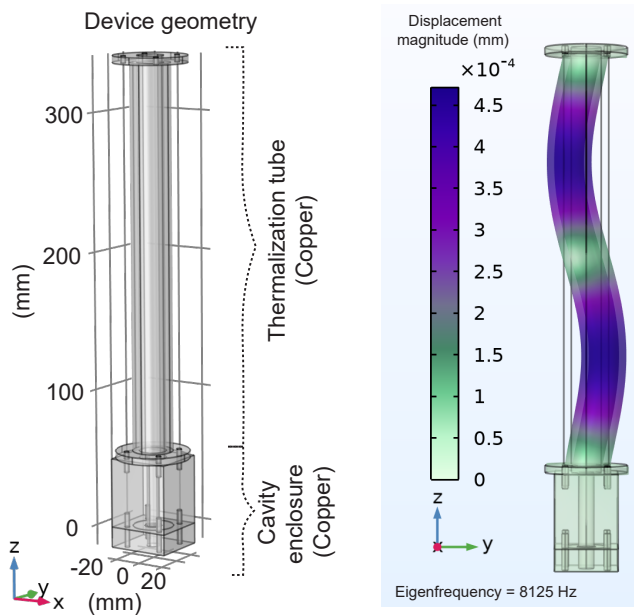 Device geometry
300
200
100
0
(mm)
-20
0
20
(mm)
z
y
x
Thermalization tube
(Copper)
Cavity
enclosure
(Copper)
Displacement
magnitude (mm)
×10⁻⁴
4.5
4
3.5
3
2.5
2
1.5
1
0.5
0
z
y
x
Eigenfrequency = 8125 Hz